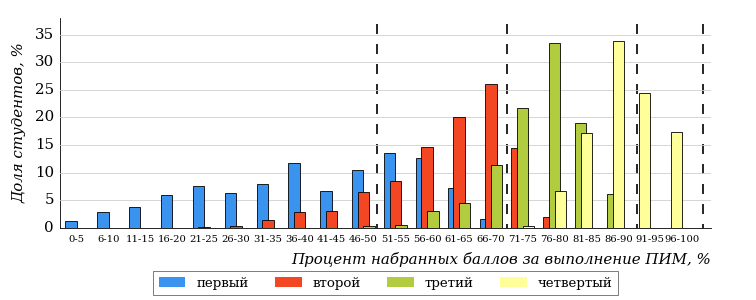 Доля студентов, %
35
30
25
20
15
10
5
0
0-5 6-10 11-15 16-20 21-25 26-30 31-35 36-40 41-45 46-50 51-55 56-60 61-65 66-70 71-75 76-80 81-85 86-90 91-95 96-100
Процент набранных баллов за выполнение ПИМ, %
первый второй третий четвертый